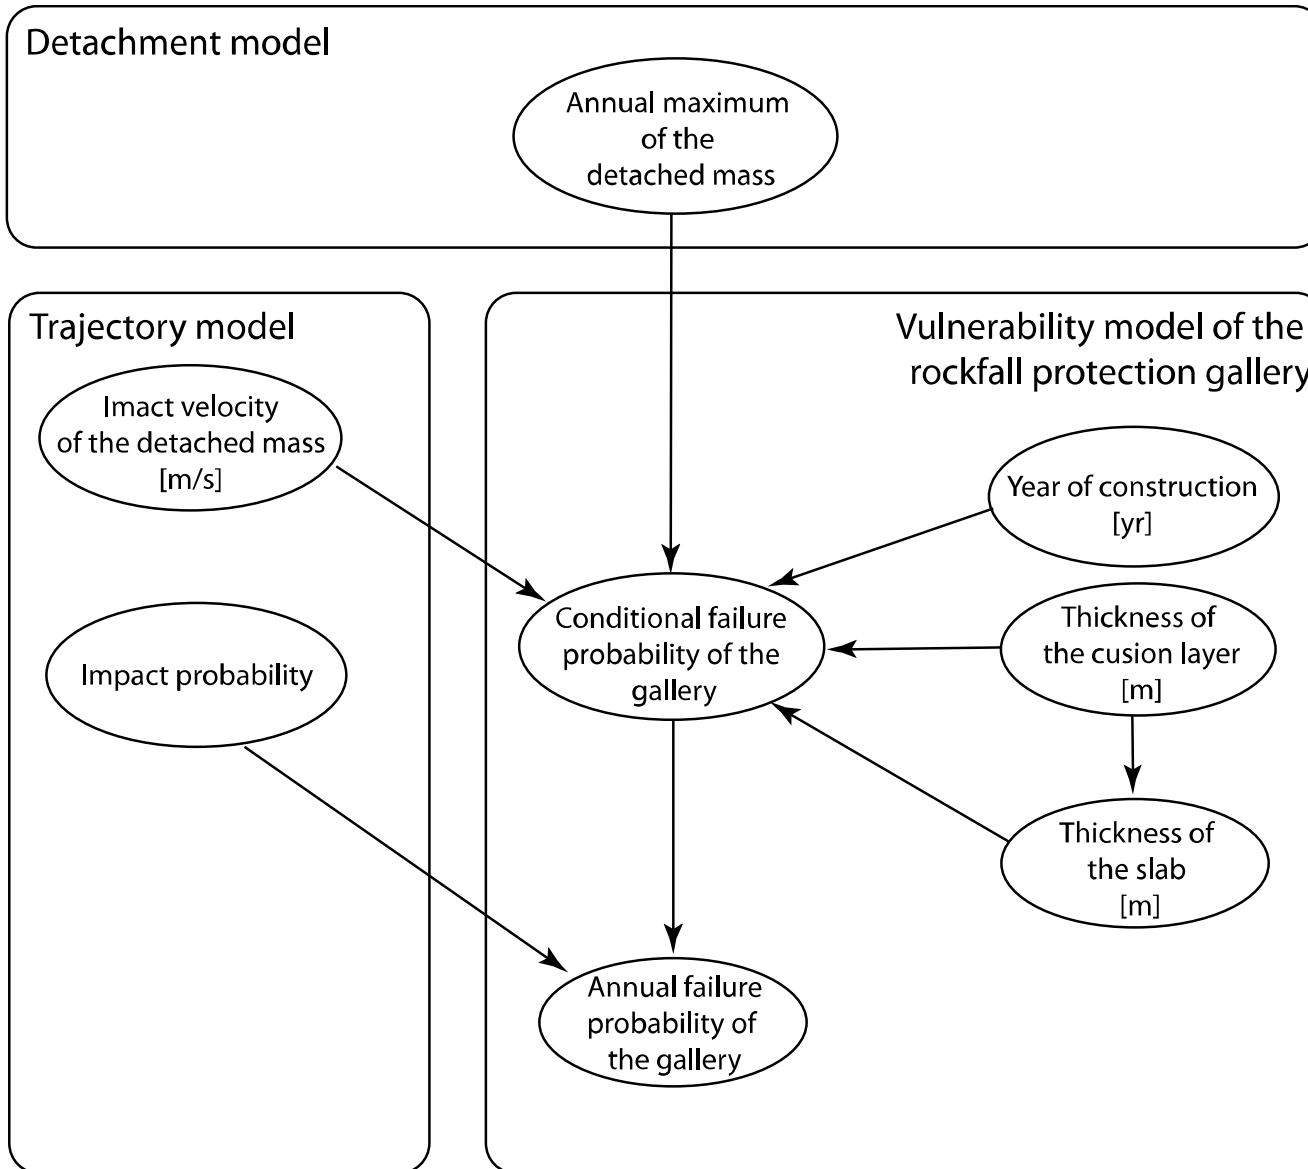 Detachment model
Annual maximum
of the
detached mass
Trajectory model
Imact velocity
of the detached mass
[m/s]
Impact probability
Vulnerability model of the
rockfall protection gallery
Year of construction
[yr]
Conditional failure
probability of the
gallery
Thickness of
the cusion layer
[m]
Thickness of
the slab
[m]
Annual failure
probability of
the gallery